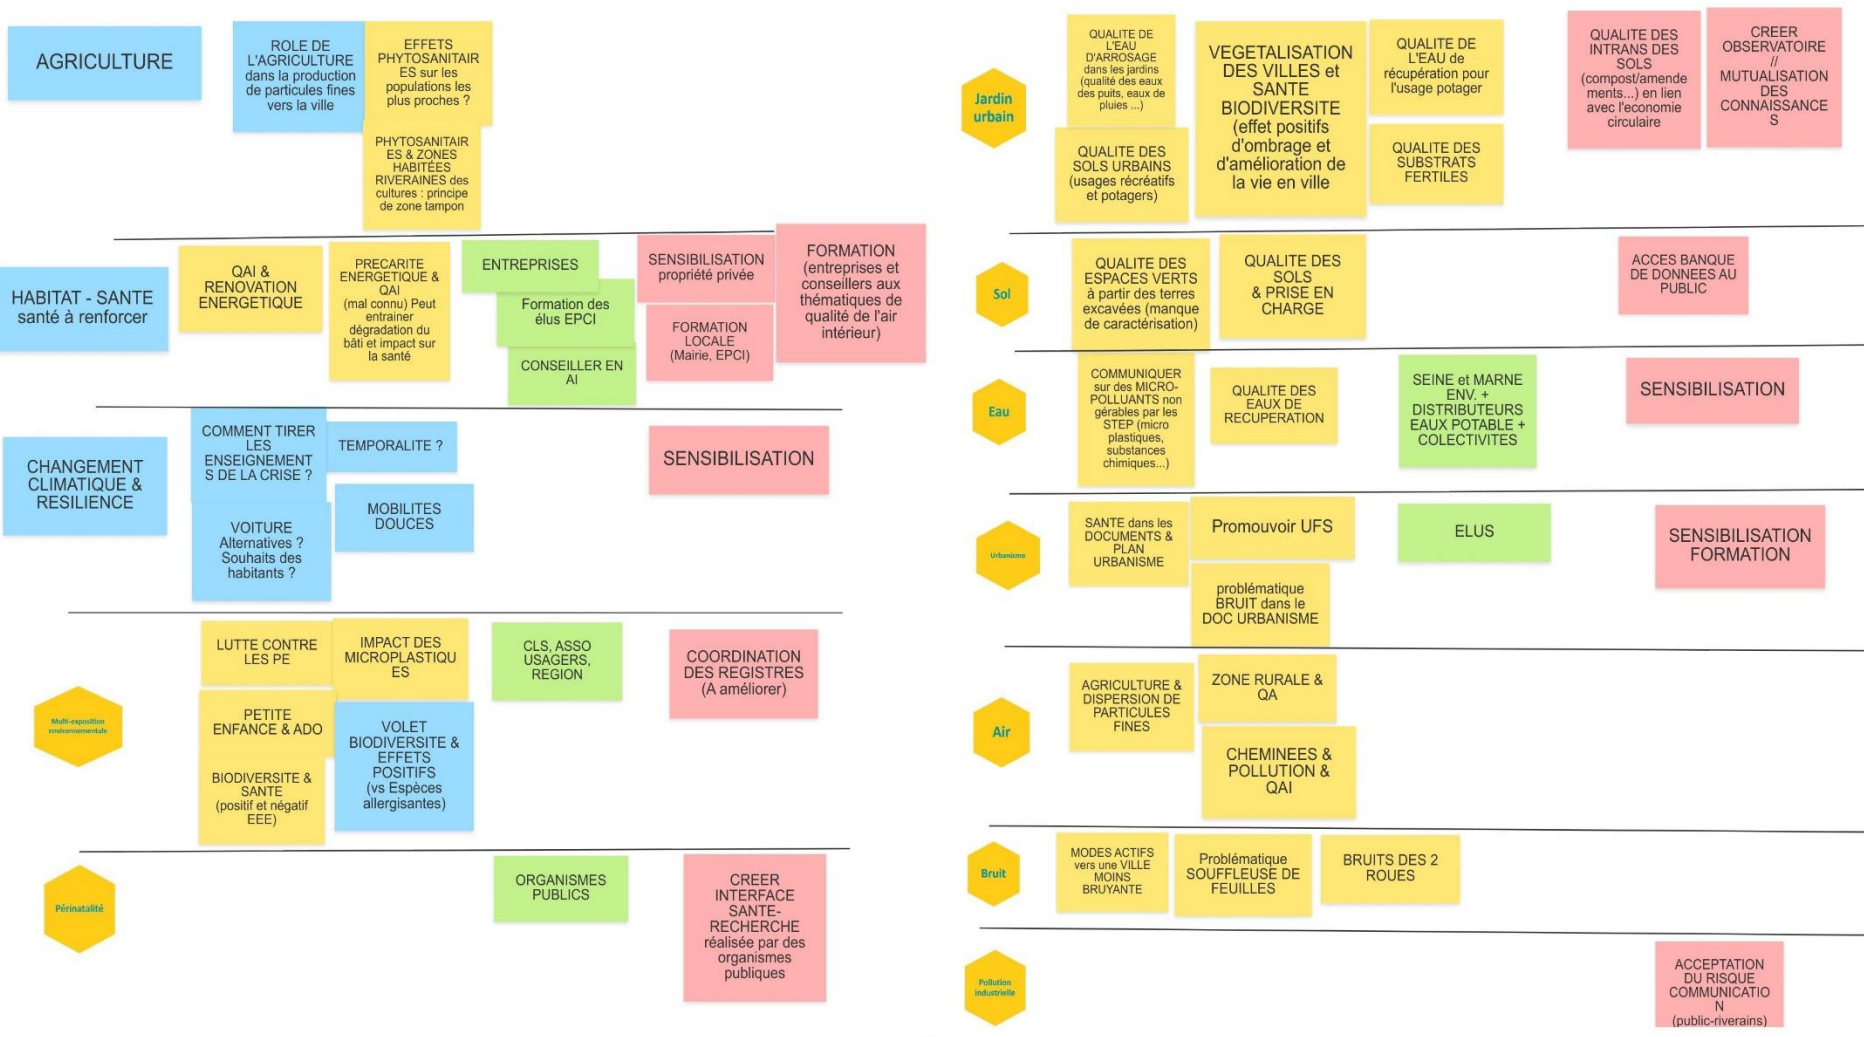 AGRICULTURE
ROLE DE
L'AGRICULTURE
dans la production
de particules fines
vers la ville
EFFETS
PHYTOSANITAIR
ES sur les
populations les
plus proches ?
PHYTOSANITAIR
ES & ZONES
HABITÉES
RIVERAINES des
cultures : principe
de zone tampon
HABITAT - SANTE
santé à renforcer
QAI &
RENOVATION
ENERGETIQUE
PRECARITE
ENERGETIQUE &
QAI
(mal connu) Peut
entrainer
dégradation du
bâti et impact sur
la santé
ENTREPRISES
Formation des
élus EPCI
CONSEILLER EN
AI
SENSIBILISATION
propriété privée
FORMATION
LOCALE
(Mairie, EPCI)
FORMATION
(entreprises et
conseillers aux
thématiques de
qualité de l'air
intérieur)
CHANGEMENT
CLIMATIQUE &
RESILIENCE
COMMENT TIRER
LES
ENSEIGNEMENT
S DE LA CRISE ?
TEMPORALITE ?
VOITURE
Alternatives ?
Souhaits des
habitants ?
MOBILITES
DOUCES
SENSIBILISATION
Multi-exposition
environnementale
LUTTE CONTRE
LES PE
IMPACT DES
MICROPLASTIQU
ES
PETITE
ENFANCE & ADO
BIODIVERSITE &
SANTE
(positif et négatif
EEE)
VOLET
BIODIVERSITE &
EFFETS
POSITIFS
(vs Espèces
allergisantes)
CLS, ASSO
USAGERS,
REGION
COORDINATION
DES REGISTRES
(A améliorer)
Périnatalité
ORGANISMES
PUBLICS
CREER
INTERFACE
SANTE-
RECHERCHE
réalisée par des
organismes
publiques
Jardin
urbain
QUALITE DE
L'EAU
D'ARROSAGE
dans les jardins
(qualité des eaux
des puits, eaux de
pluies ...)
QUALITE DES
SOLS URBAINS
(usages récréatifs
et potagers)
VEGETALISATION
DES VILLES et
SANTE
BIODIVERSITE
(effet positifs
d'ombrage et
d'amélioration de
la vie en ville
QUALITE DE
L'EAU de
récupération pour
l'usage potager
QUALITE DES
SUBSTRATS
FERTILES
QUALITE DES
INTRANS DES
SOLS
(compost/amende
ments...) en lien
avec l'economie
circulaire
CREER
OBSERVATOIRE
//
MUTUALISATION
DES
CONNAISSANCE
S
Sol
QUALITE DES
ESPACES VERTS
à partir des terres
excavées (manque
de caractérisation)
QUALITE DES
SOLS
& PRISE EN
CHARGE
ACCES BANQUE
DE DONNEES AU
PUBLIC
Eau
COMMUNIQUER
sur des MICRO-
POLLUANTS non
gérables par les
STEP (micro
plastiques,
substances
chimiques...)
QUALITE DES
EAUX DE
RECUPERATION
SEINE et MARNE
ENV. +
DISTRIBUTEURS
EAUX POTABLE +
COLECTIVITES
SENSIBILISATION
Urbanisme
SANTE dans les
DOCUMENTS &
PLAN
URBANISME
Promouvoir UFS
problématique
BRUIT dans le
DOC URBANISME
ELUS
SENSIBILISATION
FORMATION
Air
AGRICULTURE &
DISPERSION DE
PARTICULES
FINES
ZONE RURALE &
QA
CHEMINEES &
POLLUTION &
QAI
Bruit
MODES ACTIFS
vers une VILLE
MOINS
BRUYANTE
Problématique
SOUFFLEUSE DE
FEUILLES
BRUITS DES 2
ROUES
Pollution
industrielle
ACCEPTATION
DU RISQUE
COMMUNICATIO
N
(public-riverains)